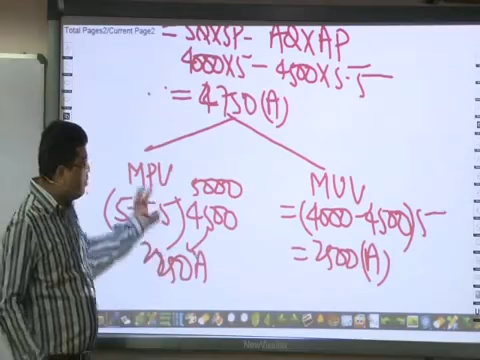 Total Pages2/Current Page2
= SQXSP - AQXAP
4000X5 - 4500X5.5
= 4750(A)
MPV
5000
(5-5.5) 4500
2250A
MUV
= (4000-4500)5
= 2500(A)